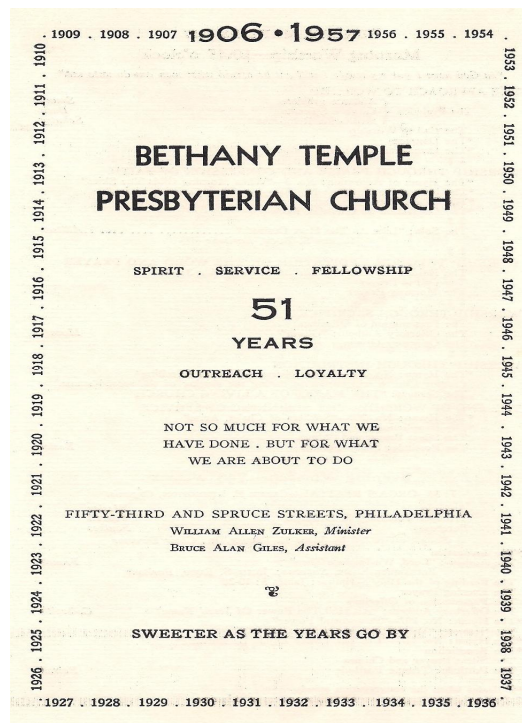 . 1909 . 1908 . 1907 1906 • 1957 1956 . 1955 . 1954 .
1926 . 1925 . 1924 . 1923 . 1922 . 1921 . 1920 . 1919 . 1918 . 1917 . 1916 . 1915 . 1914 . 1913 . 1912 . 1911 . 1910
BETHANY TEMPLE
PRESBYTERIAN CHURCH
SPIRIT . SERVICE . FELLOWSHIP
51
YEARS
OUTREACH . LOYALTY
NOT SO MUCH FOR WHAT WE
HAVE DONE . BUT FOR WHAT
WE ARE ABOUT TO DO
FIFTY-THIRD AND SPRUCE STREETS, PHILADELPHIA
WILLIAM ALLEN ZULKER, Minister
BRUCE ALAN GILES, Assistant
SWEETER AS THE YEARS GO BY
1953 . 1952 . 1951 . 1950 . 1949 . 1948 . 1947 . 1946 . 1945 . 1944 . 1943 . 1942 . 1941 . 1940 . 1939 . 1938 . 1937 .
. 1927 . 1928 . 1929 . 1930 . 1931 . 1932 . 1933 . 1934 . 1935 . 1936